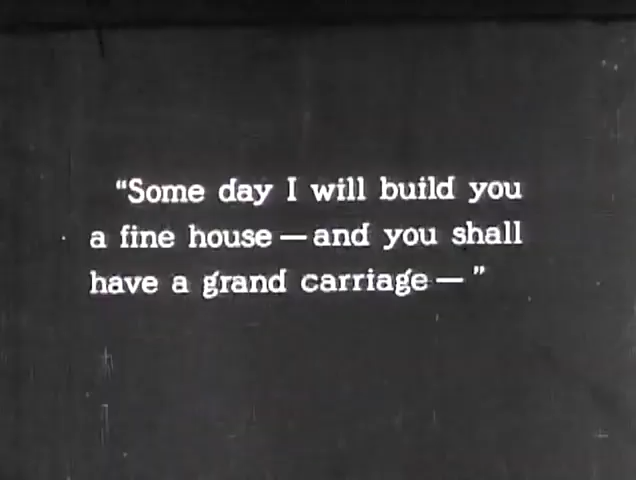 “Some day I will build you
a fine house — and you shall
have a grand carriage — ”